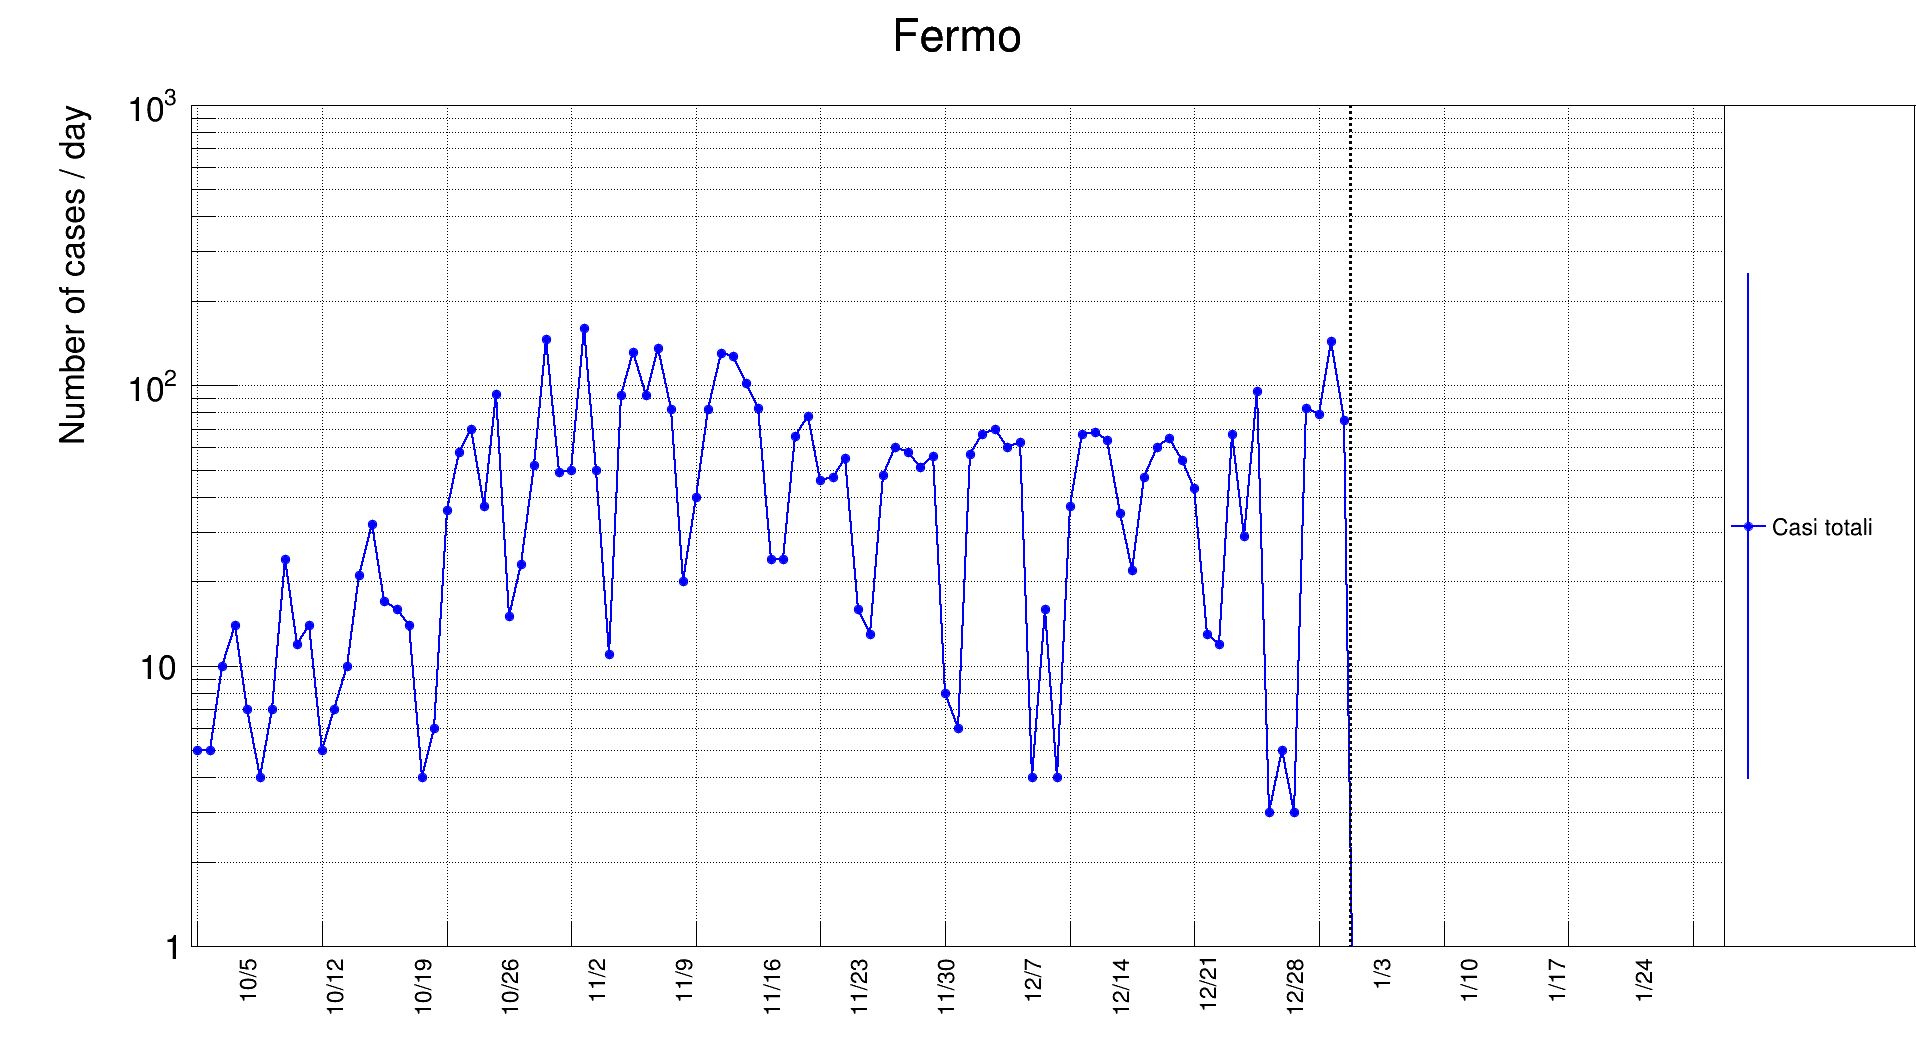 Fermo
Number of cases / day
10³
10²
10
1
10/5 10/12 10/19 10/26 11/2 11/9 11/16 11/23 11/30 12/7 12/14 12/21 12/28 1/3 1/10 1/17 1/24
Casi totali